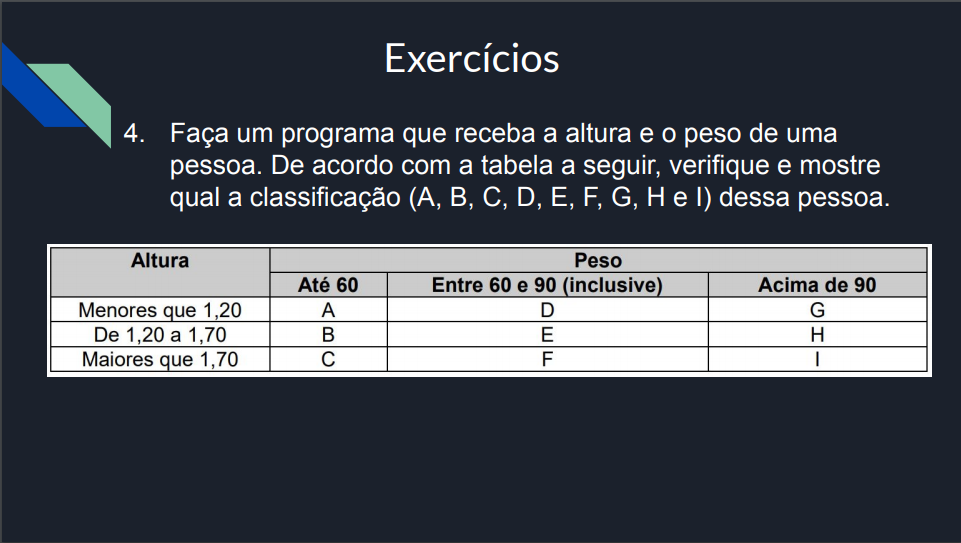 Exercícios
4. Faça um programa que receba a altura e o peso de uma
pessoa. De acordo com a tabela a seguir, verifique e mostre
qual a classificação (A, B, C, D, E, F, G, H e I) dessa pessoa.
Altura Peso
Até 60 Entre 60 e 90 (inclusive) Acima de 90
Menores que 1,20 A D G
De 1,20 a 1,70 B E H
Maiores que 1,70 C F I